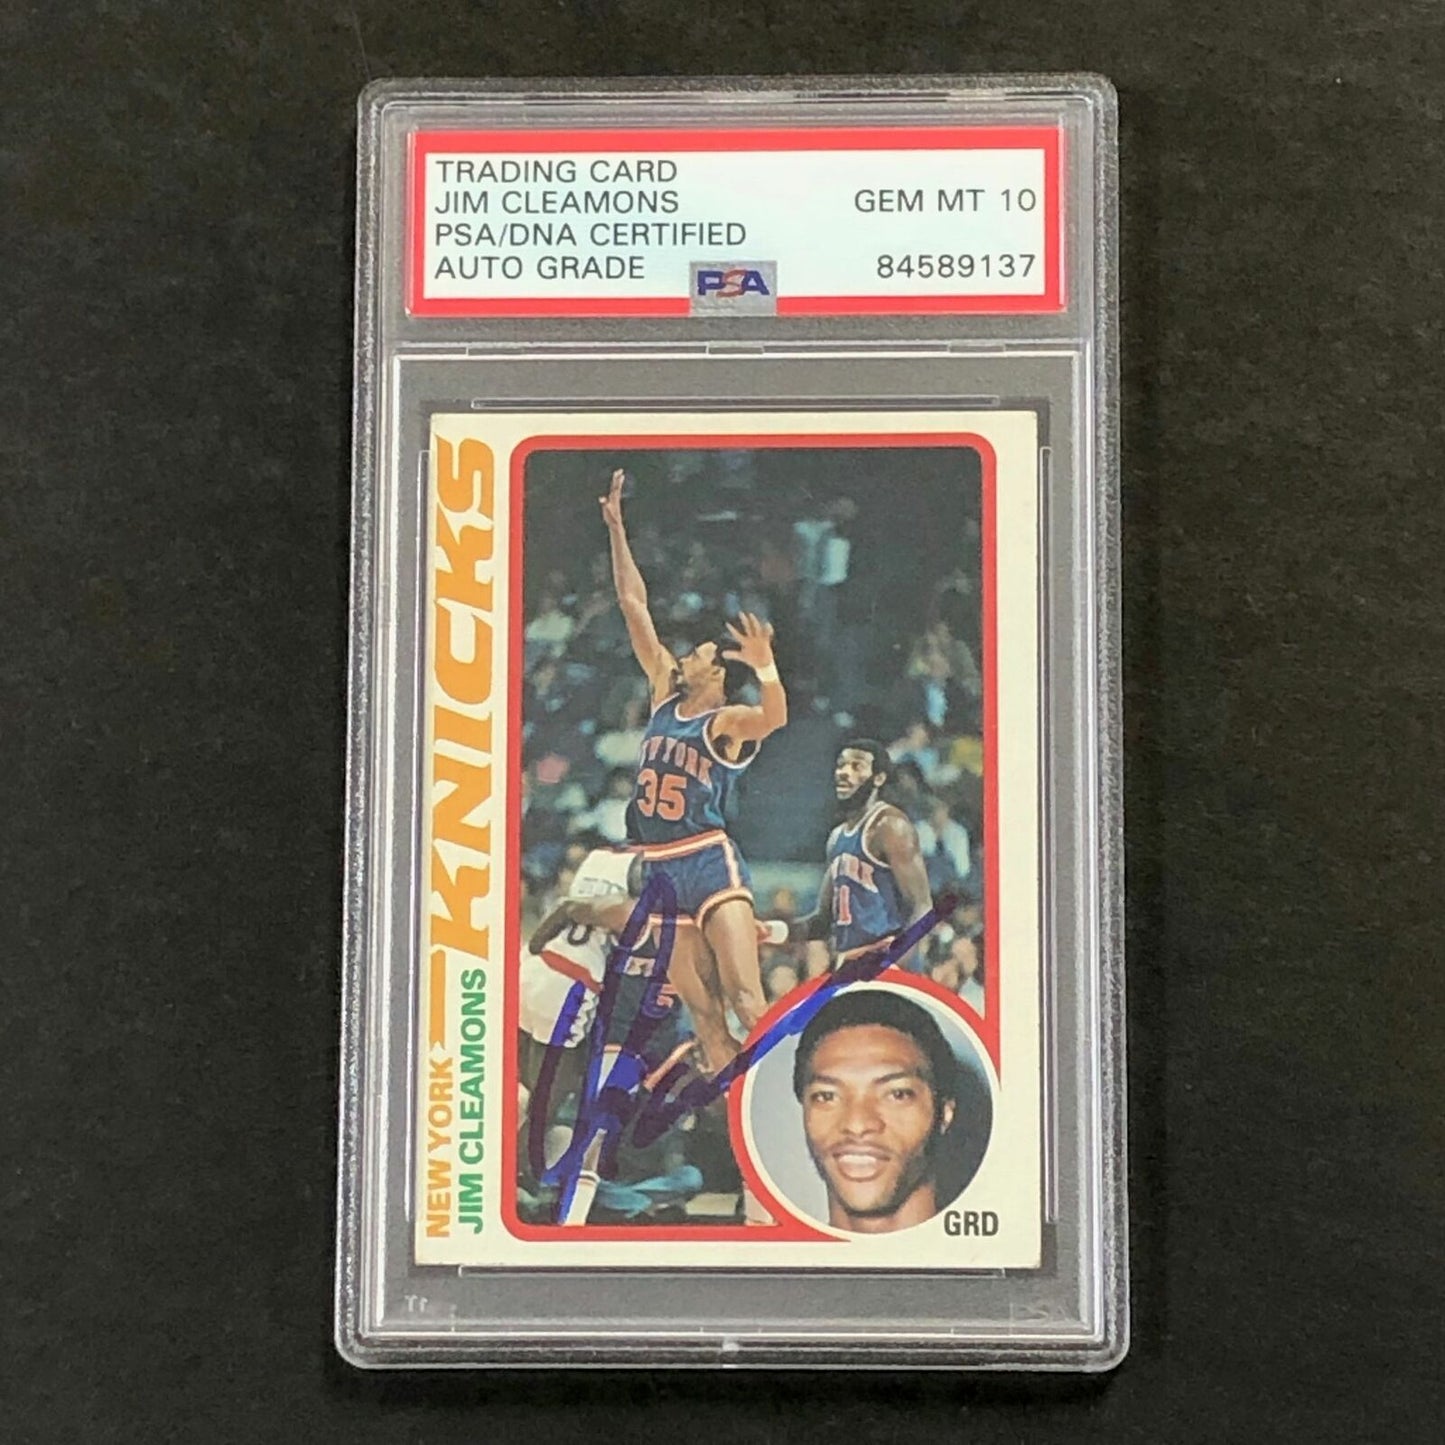 TRADING CARD
JIM CLEAMONS
PSA/DNA CERTIFIED
AUTO GRADE
GEM MT 10
84589137
PSA
NEW YORK
KNICKS
JIM CLEAMONS
W YORK
35
YORK
GRD